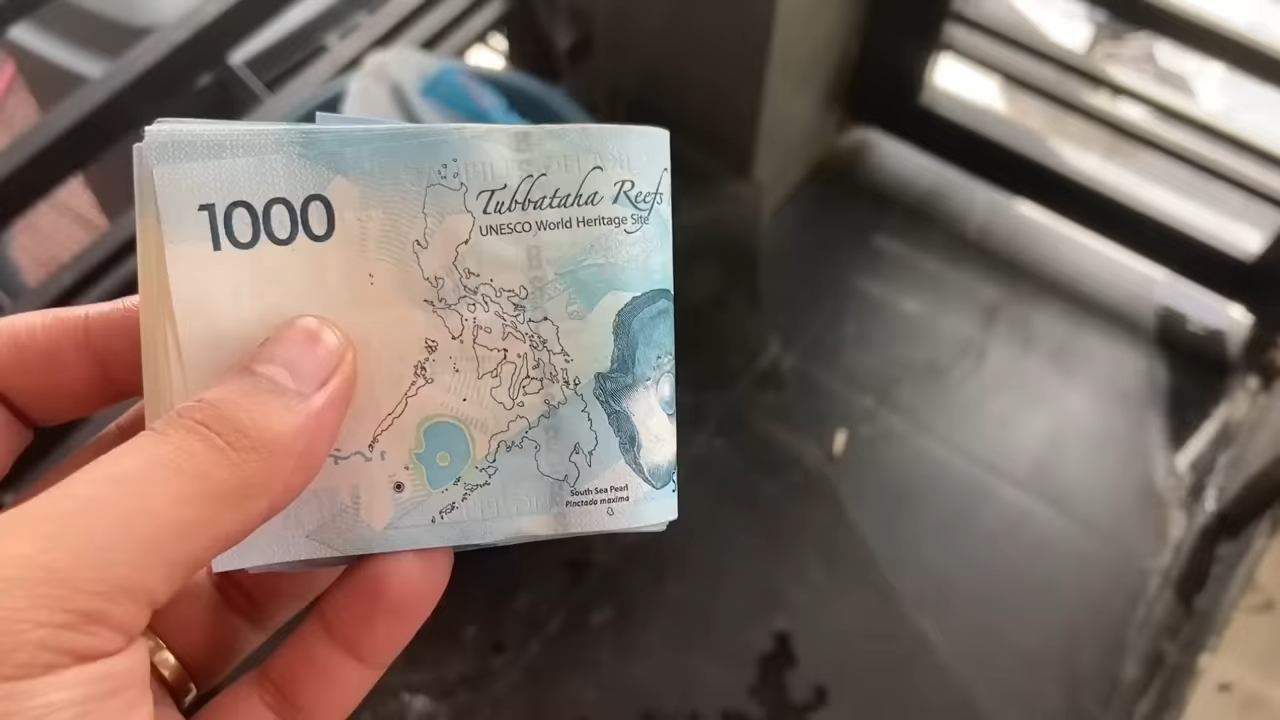 1000
Tubbataha Reefs
UNESCO World Heritage Site
South Sea Pearl
Pinctada maxima